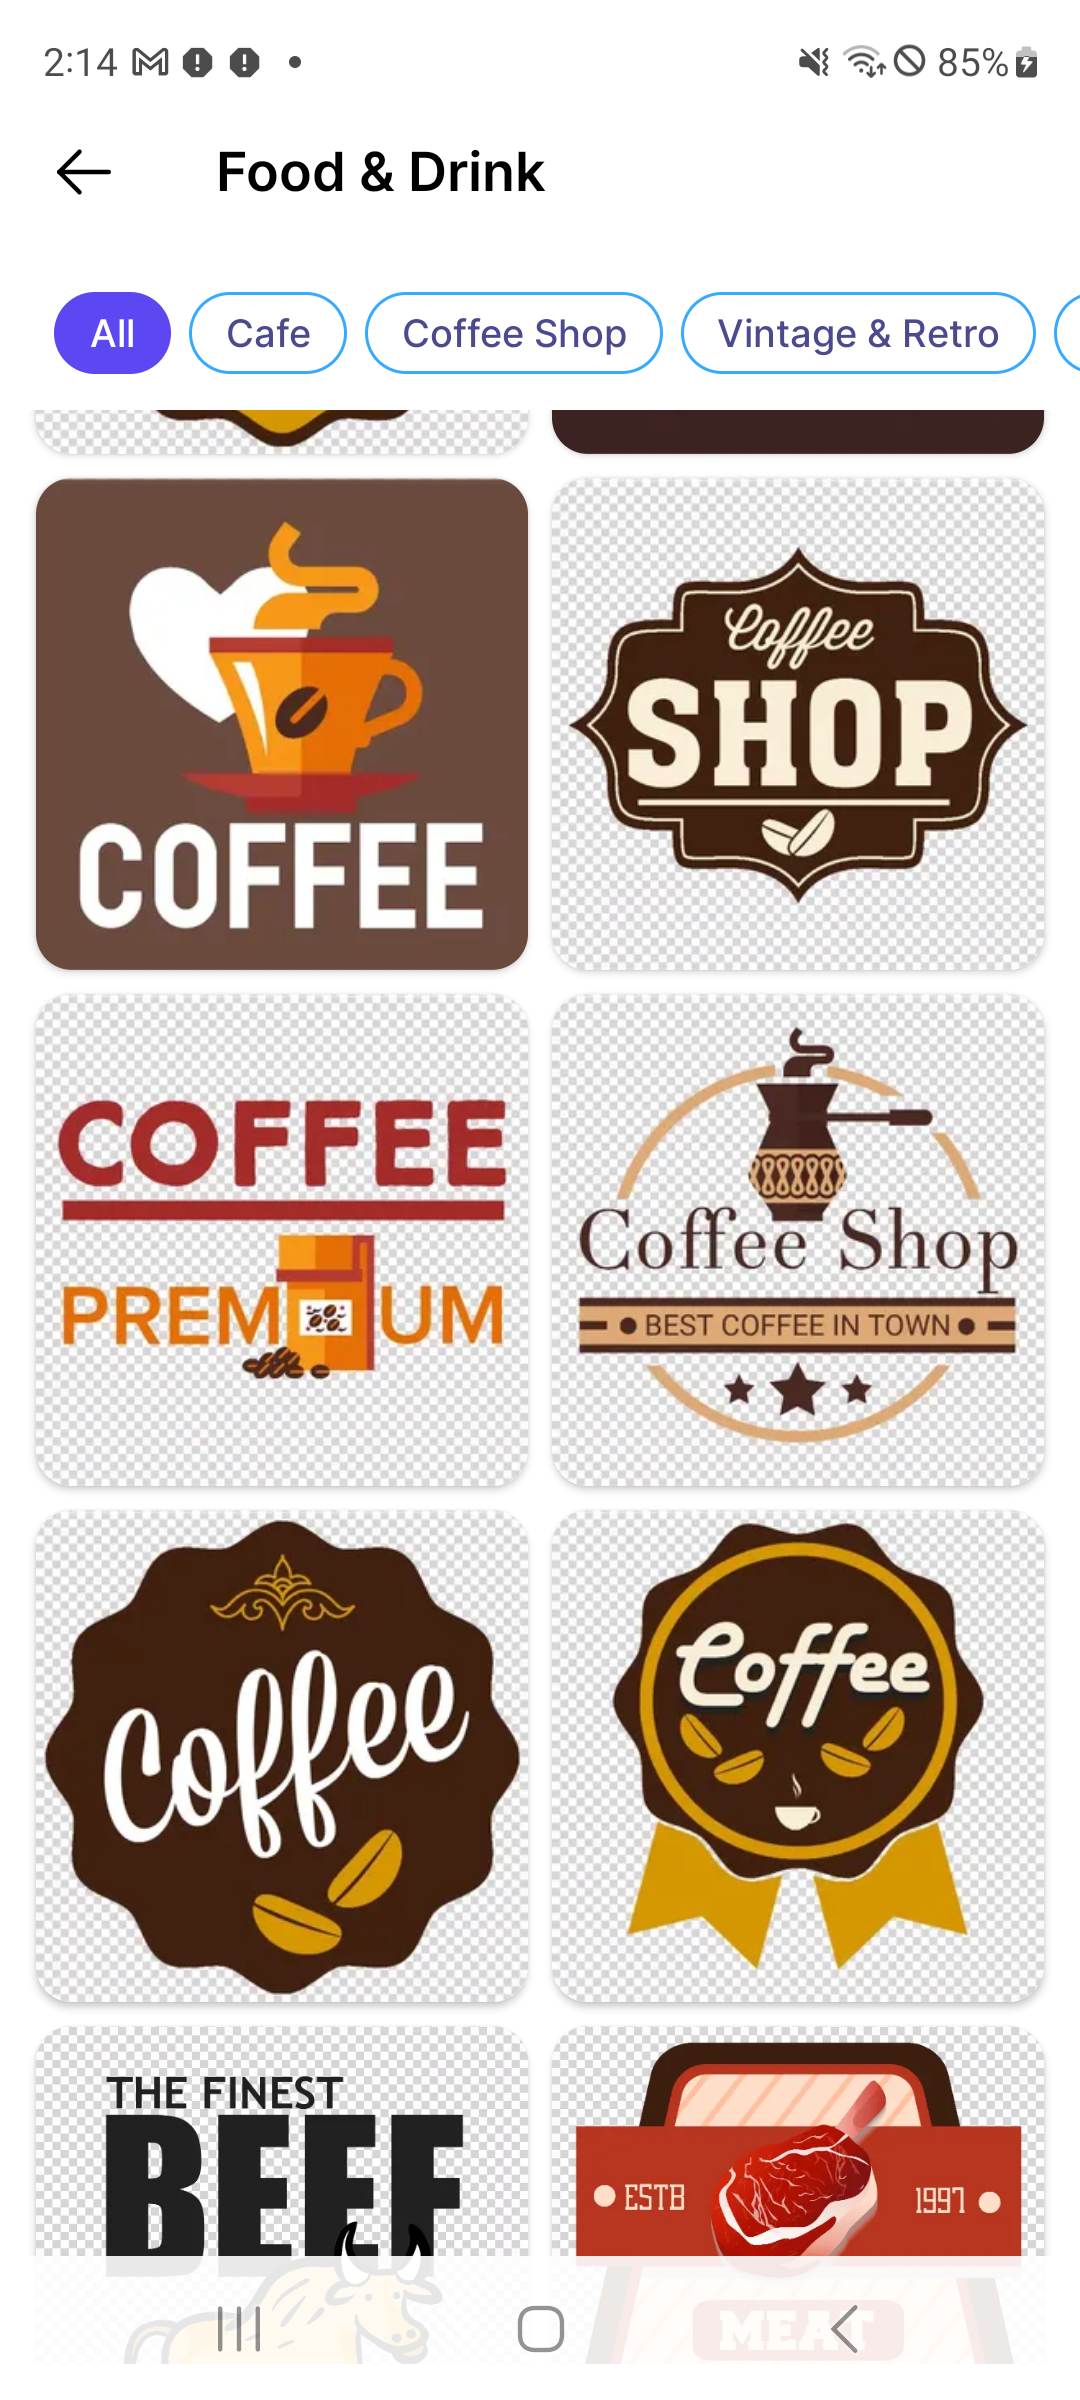 2:14
85%
Food & Drink
All
Cafe
Coffee Shop
Vintage & Retro
COFFEE
Coffee
SHOP
COFFEE
PREMIUM
Coffee Shop
BEST COFFEE IN TOWN
Coffee
Coffee
THE FINEST
BEEF
ESTB
1997
MEAT